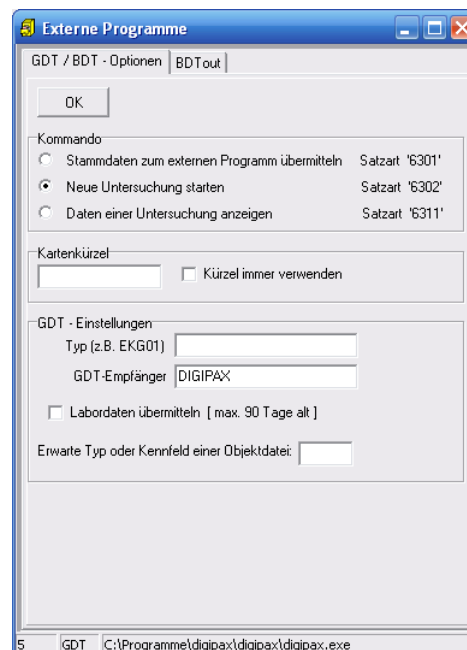 Externe Programme
GDT / BDT - Optionen BDTout
OK
Kommando
Stammdaten zum externen Programm übermitteln Satzart '6301'
Neue Untersuchung starten Satzart '6302'
Daten einer Untersuchung anzeigen Satzart '6311'
Kartenkürzel
Kürzel immer verwenden
GDT - Einstellungen
Typ (z.B. EKG01)
GDT-Empfänger DIGIPAX
Labordaten übermitteln [ max. 90 Tage alt ]
Erwarte Typ oder Kennfeld einer Objektdatei:
5 GDT C:\Programme\digipax\digipax\digipax.exe